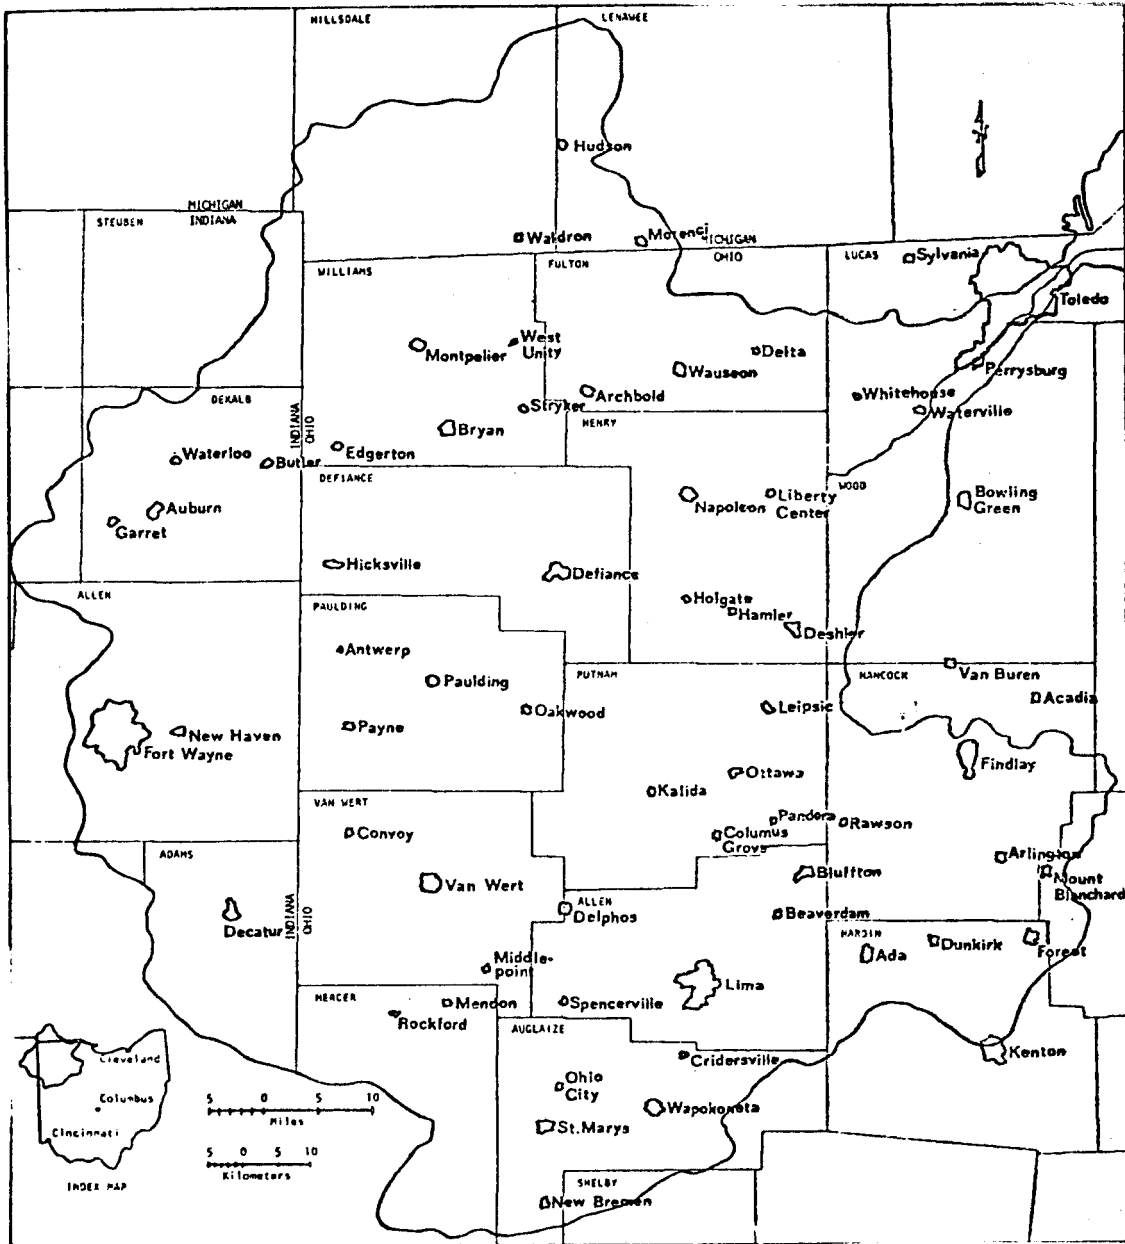 HILLSDALE
LENAWEE
Hudson
STEUBEN
MICHIGAN
INDIANA
Waldron
Morenci
MICHIGAN
OHIO
WILLIAMS
FULTON
LUCAS
Sylvania
Toledo
Montpelier
West
Unity
Delta
Wauseon
Perrysburg
DEKALB
INDIANA
OHIO
Archbold
Stryker
Whitehouse
Waterville
HENRY
Bryan
Waterloo
Butler
Edgerton
DEFIANCE
WOOD
Auburn
Garret
Napoleon
Liberty
Center
Bowling
Green
Hicksville
Defiance
ALLEN
PAULDING
Holgate
Hamler
Deshler
Antwerp
Paulding
PUTNAM
HANCOCK
Van Buren
Acadia
Oakwood
Leipsic
Payne
New Haven
Fort Wayne
Findlay
Ottawa
Kalida
VAN WERT
Convoy
Pandora
Columus
Grove
Rawson
ADAMS
Arlington
Mount
Blanchard
Bluffton
Van Wert
ALLEN
Delphos
Beaverdam
Decatur
INDIANA
OHIO
HARDIN
Ada
Dunkirk
Forest
Middle-
point
Lima
MERCER
Mendon
Spencerville
Rockford
AUGLAIZE
Cridersville
Kenton
Cleveland
Columbus
Cincinnati
INDEX MAP
5 0 5 10
Miles
5 0 5 10
Kilometers
Ohio
City
Wapokoneta
St.Marys
SHELBY
New Bremen